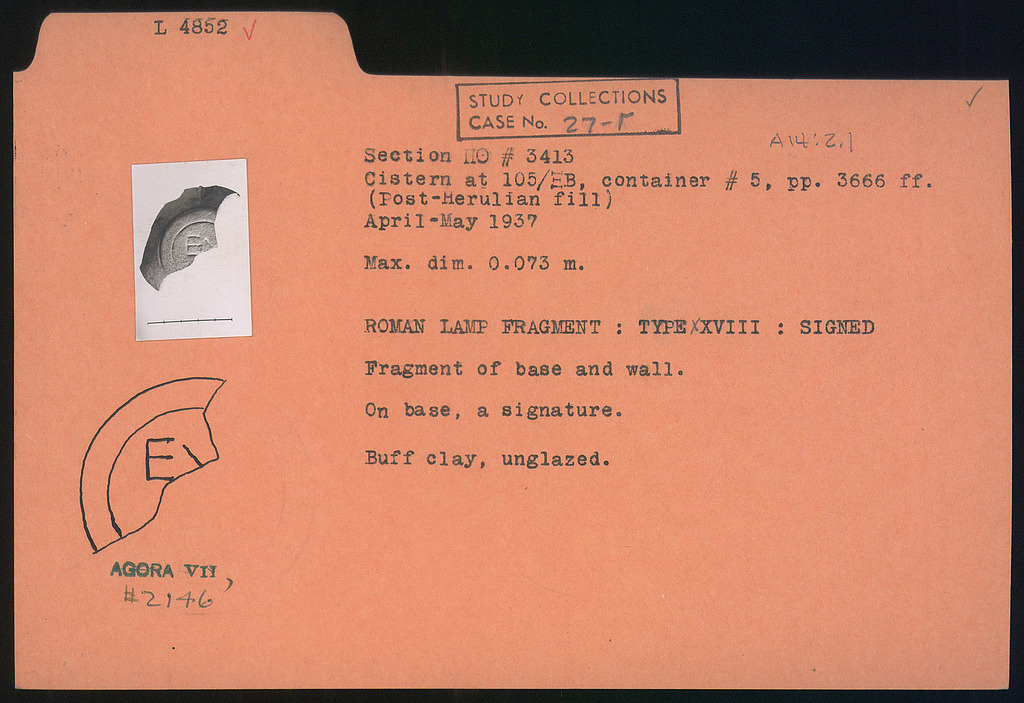 L 4852 ✓
STUDY COLLECTIONS
CASE No. 27-
✓
A14:2.1
Section ΠΘ # 3413
Cistern at 105/ΞB, container # 5, pp. 3666 ff.
(Post-Herulian fill)
April-May 1937
Max. dim. 0.073 m.
ROMAN LAMP FRAGMENT : TYPE XXVIII : SIGNED
Fragment of base and wall.
On base, a signature.
Buff clay, unglazed.
E
E\
AGORA VII,
#2146